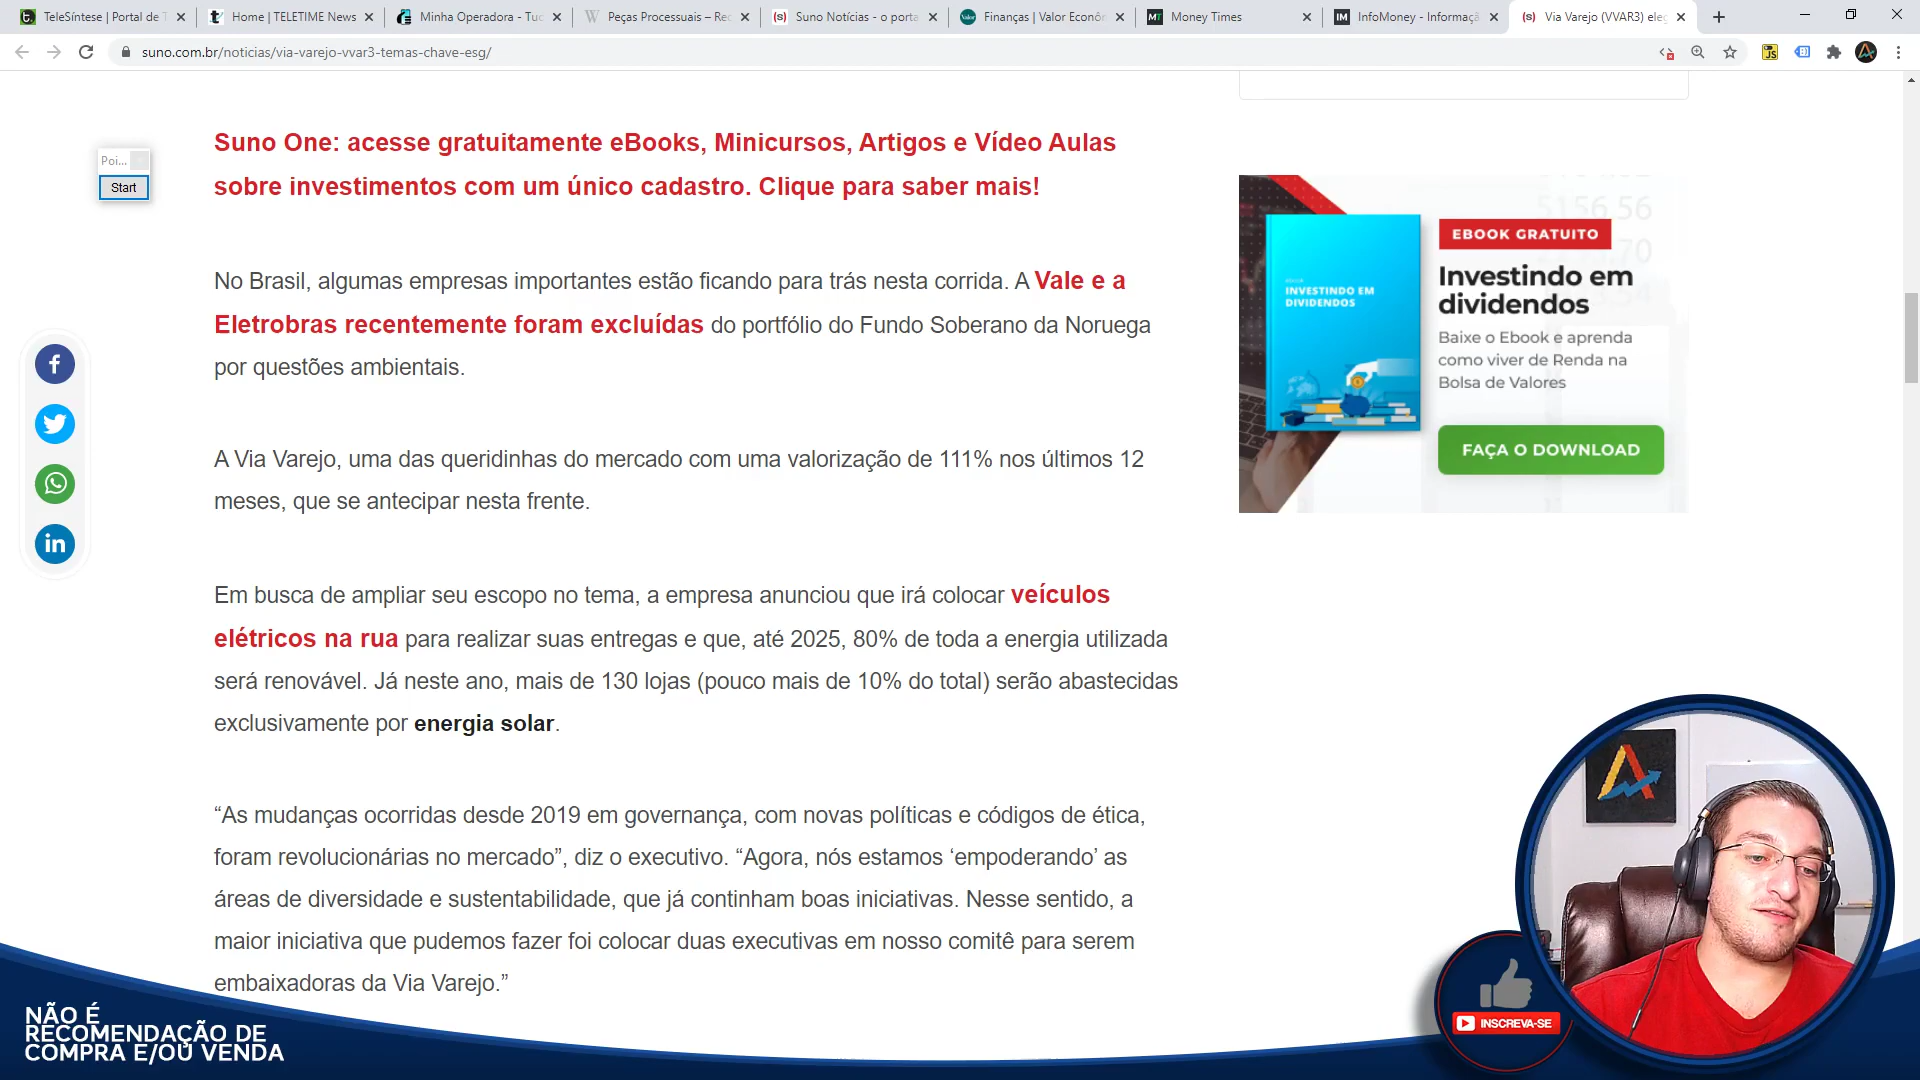 TeleSíntese | Portal de T
Home | TELETIME News
Minha Operadora - Tud
Peças Processuais – Rec
Suno Notícias - o porta
Finanças | Valor Econôm
Money Times
InfoMoney - Informaçã
Via Varejo (VVAR3) eleg
suno.com.br/noticias/via-varejo-vvar3-temas-chave-esg/
Poi...
Start
Suno One: acesse gratuitamente eBooks, Minicursos, Artigos e Vídeo Aulas
sobre investimentos com um único cadastro. Clique para saber mais!
No Brasil, algumas empresas importantes estão ficando para trás nesta corrida. A Vale e a
Eletrobras recentemente foram excluídas do portfólio do Fundo Soberano da Noruega
por questões ambientais.
A Via Varejo, uma das queridinhas do mercado com uma valorização de 111% nos últimos 12
meses, que se antecipar nesta frente.
Em busca de ampliar seu escopo no tema, a empresa anunciou que irá colocar veículos
elétricos na rua para realizar suas entregas e que, até 2025, 80% de toda a energia utilizada
será renovável. Já neste ano, mais de 130 lojas (pouco mais de 10% do total) serão abastecidas
exclusivamente por energia solar.
“As mudanças ocorridas desde 2019 em governança, com novas políticas e códigos de ética,
foram revolucionárias no mercado”, diz o executivo. “Agora, nós estamos ‘empoderando’ as
áreas de diversidade e sustentabilidade, que já continham boas iniciativas. Nesse sentido, a
maior iniciativa que pudemos fazer foi colocar duas executivas em nosso comitê para serem
embaixadoras da Via Varejo.”
INVESTINDO EM
DIVIDENDOS
EBOOK GRATUITO
Investindo em
dividendos
Baixe o Ebook e aprenda
como viver de Renda na
Bolsa de Valores
FAÇA O DOWNLOAD
NÃO É
RECOMENDAÇÃO DE
COMPRA E/OU VENDA
INSCREVA-SE